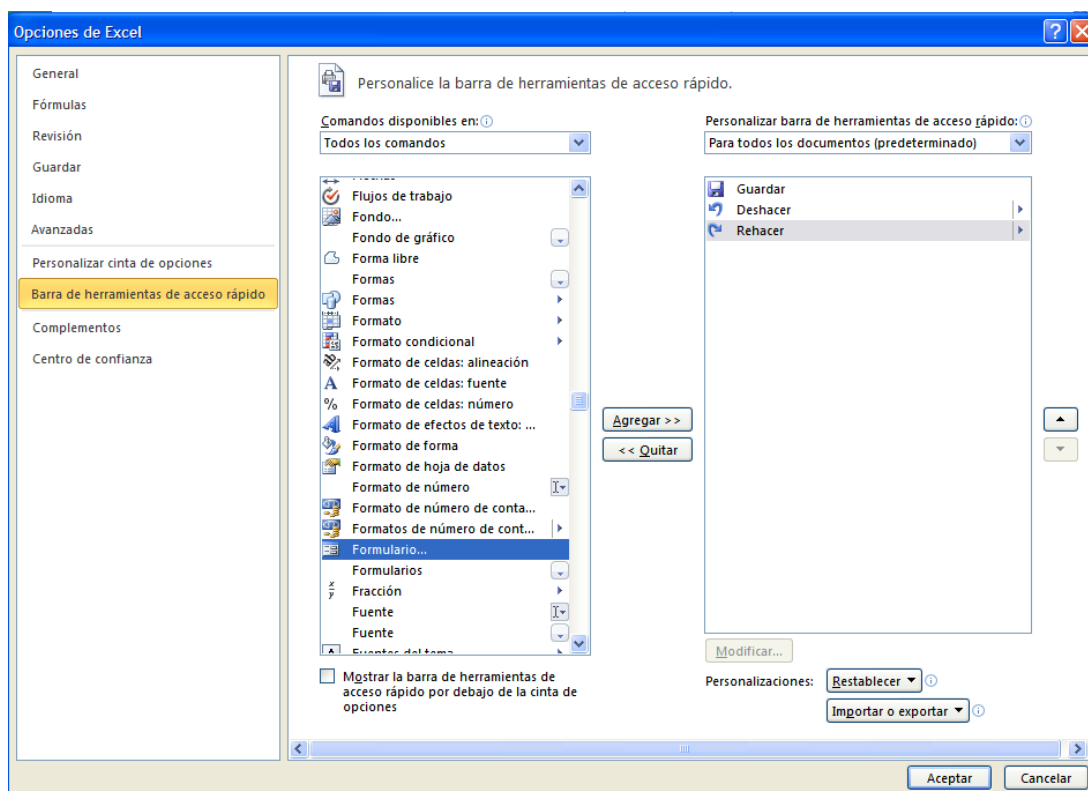 Opciones de Excel
General
Fórmulas
Revisión
Guardar
Idioma
Avanzadas
Personalizar cinta de opciones
Barra de herramientas de acceso rápido
Complementos
Centro de confianza
Personalice la barra de herramientas de acceso rápido.
Comandos disponibles en:
Todos los comandos
Flujos de trabajo
Fondo...
Fondo de gráfico
Forma libre
Formas
Formas
Formato
Formato condicional
Formato de celdas: alineación
Formato de celdas: fuente
Formato de celdas: número
Formato de efectos de texto: ...
Formato de forma
Formato de hoja de datos
Formato de número
Formato de número de conta...
Formatos de número de cont...
Formulario...
Formularios
Fracción
Fuente
Fuente
Fuentes del tema
Mostrar la barra de herramientas de
acceso rápido por debajo de la cinta de
opciones
Agregar >>
<< Quitar
Personalizar barra de herramientas de acceso rápido:
Para todos los documentos (predeterminado)
Guardar
Deshacer
Rehacer
Modificar...
Personalizaciones:
Restablecer
Importar o exportar
Aceptar
Cancelar